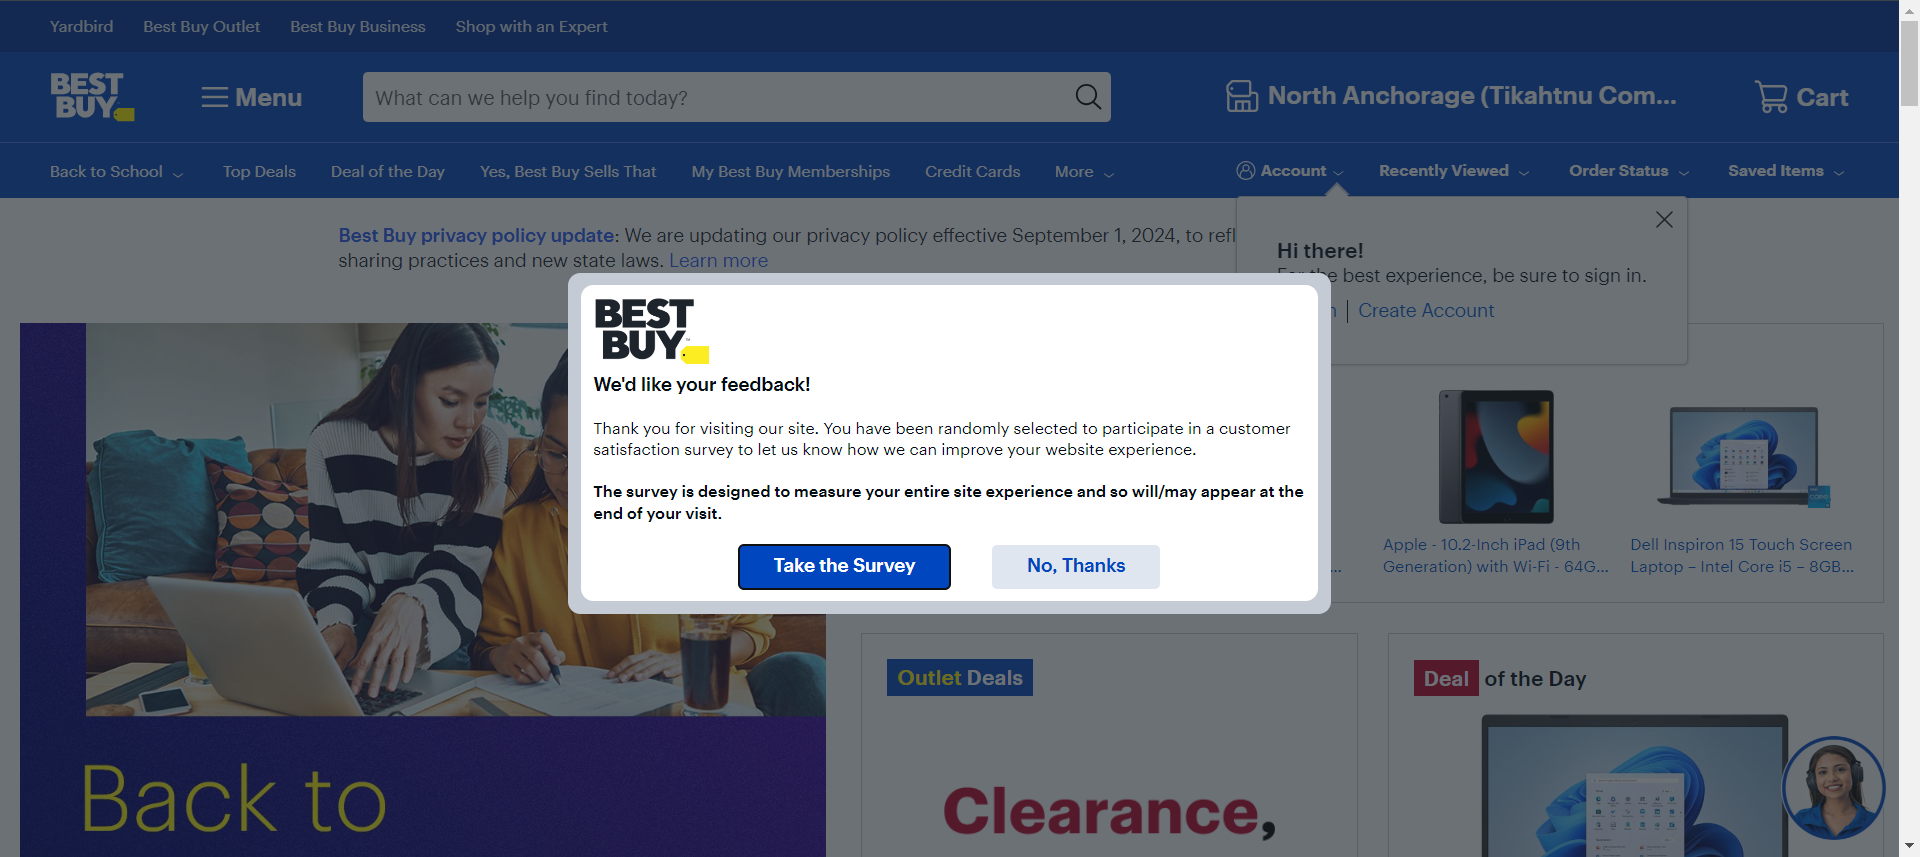 Yardbird Best Buy Outlet Best Buy Business Shop with an Expert
BEST
BUY
Menu
What can we help you find today?
North Anchorage (Tikahtnu Com...
Cart
Back to School Top Deals Deal of the Day Yes, Best Buy Sells That My Best Buy Memberships Credit Cards More
Account Recently Viewed Order Status Saved Items
Best Buy privacy policy update: We are updating our privacy policy effective September 1, 2024, to refl
sharing practices and new state laws. Learn more
Hi there!
For the best experience, be sure to sign in.
Create Account
BEST
BUY
We'd like your feedback!
Thank you for visiting our site. You have been randomly selected to participate in a customer
satisfaction survey to let us know how we can improve your website experience.
The survey is designed to measure your entire site experience and so will/may appear at the
end of your visit.
Take the Survey
No, Thanks
Apple - 10.2-Inch iPad (9th
Generation) with Wi-Fi - 64G...
Dell Inspiron 15 Touch Screen
Laptop – Intel Core i5 – 8GB...
Back to
Outlet Deals
Clearance,
Deal of the Day